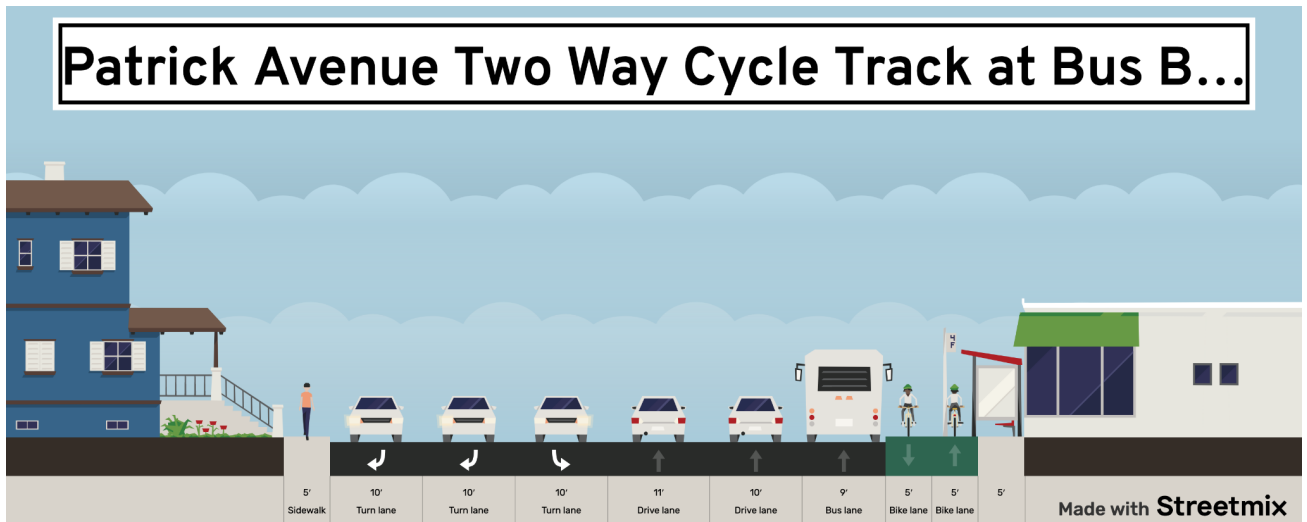 Patrick Avenue Two Way Cycle Track at Bus B...
4
F
5' 10' 10' 10' 11' 10' 9' 5' 5' 5'
Sidewalk Turn lane Turn lane Turn lane Drive lane Drive lane Bus lane Bike lane Bike lane
Made with Streetmix